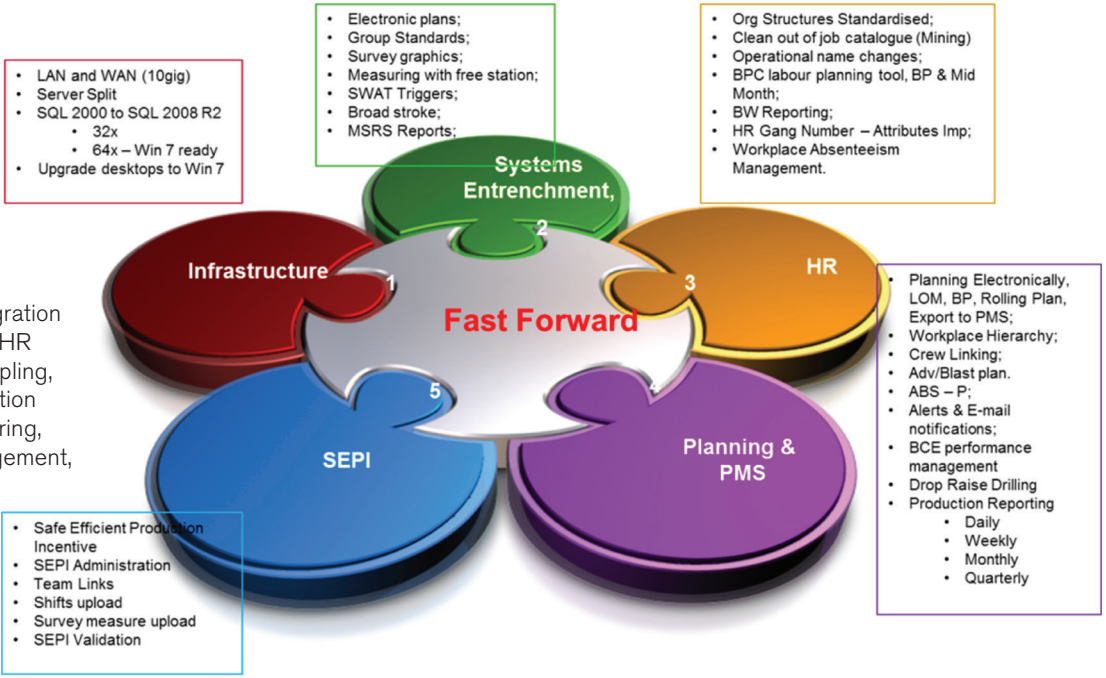 • Electronic plans;
• Group Standards;
• Survey graphics;
• Measuring with free station;
• SWAT Triggers;
• Broad stroke;
• MSRS Reports;
• Org Structures Standardised;
• Clean out of job catalogue (Mining)
• Operational name changes;
• BPC labour planning tool, BP & Mid
Month;
• BW Reporting;
• HR Gang Number – Attributes Imp;
• Workplace Absenteeism
Management.
• LAN and WAN (10gig)
• Server Split
• SQL 2000 to SQL 2008 R2
• 32x
• 64x – Win 7 ready
• Upgrade desktops to Win 7
Systems
Entrenchment,
2
Infrastructure
1
HR
3
Fast Forward
gration
HR
pling,
tion
ring,
gement,
• Planning Electronically,
LOM, BP, Rolling Plan,
Export to PMS;
• Workplace Hierarchy;
• Crew Linking;
• Adv/Blast plan.
• ABS – P;
• Alerts & E-mail
notifications;
• BCE performance
management
• Drop Raise Drilling
• Production Reporting
• Daily
• Weekly
• Monthly
• Quarterly
5
SEPI
4
Planning &
PMS
• Safe Efficient Production
Incentive
• SEPI Administration
• Team Links
• Shifts upload
• Survey measure upload
• SEPI Validation